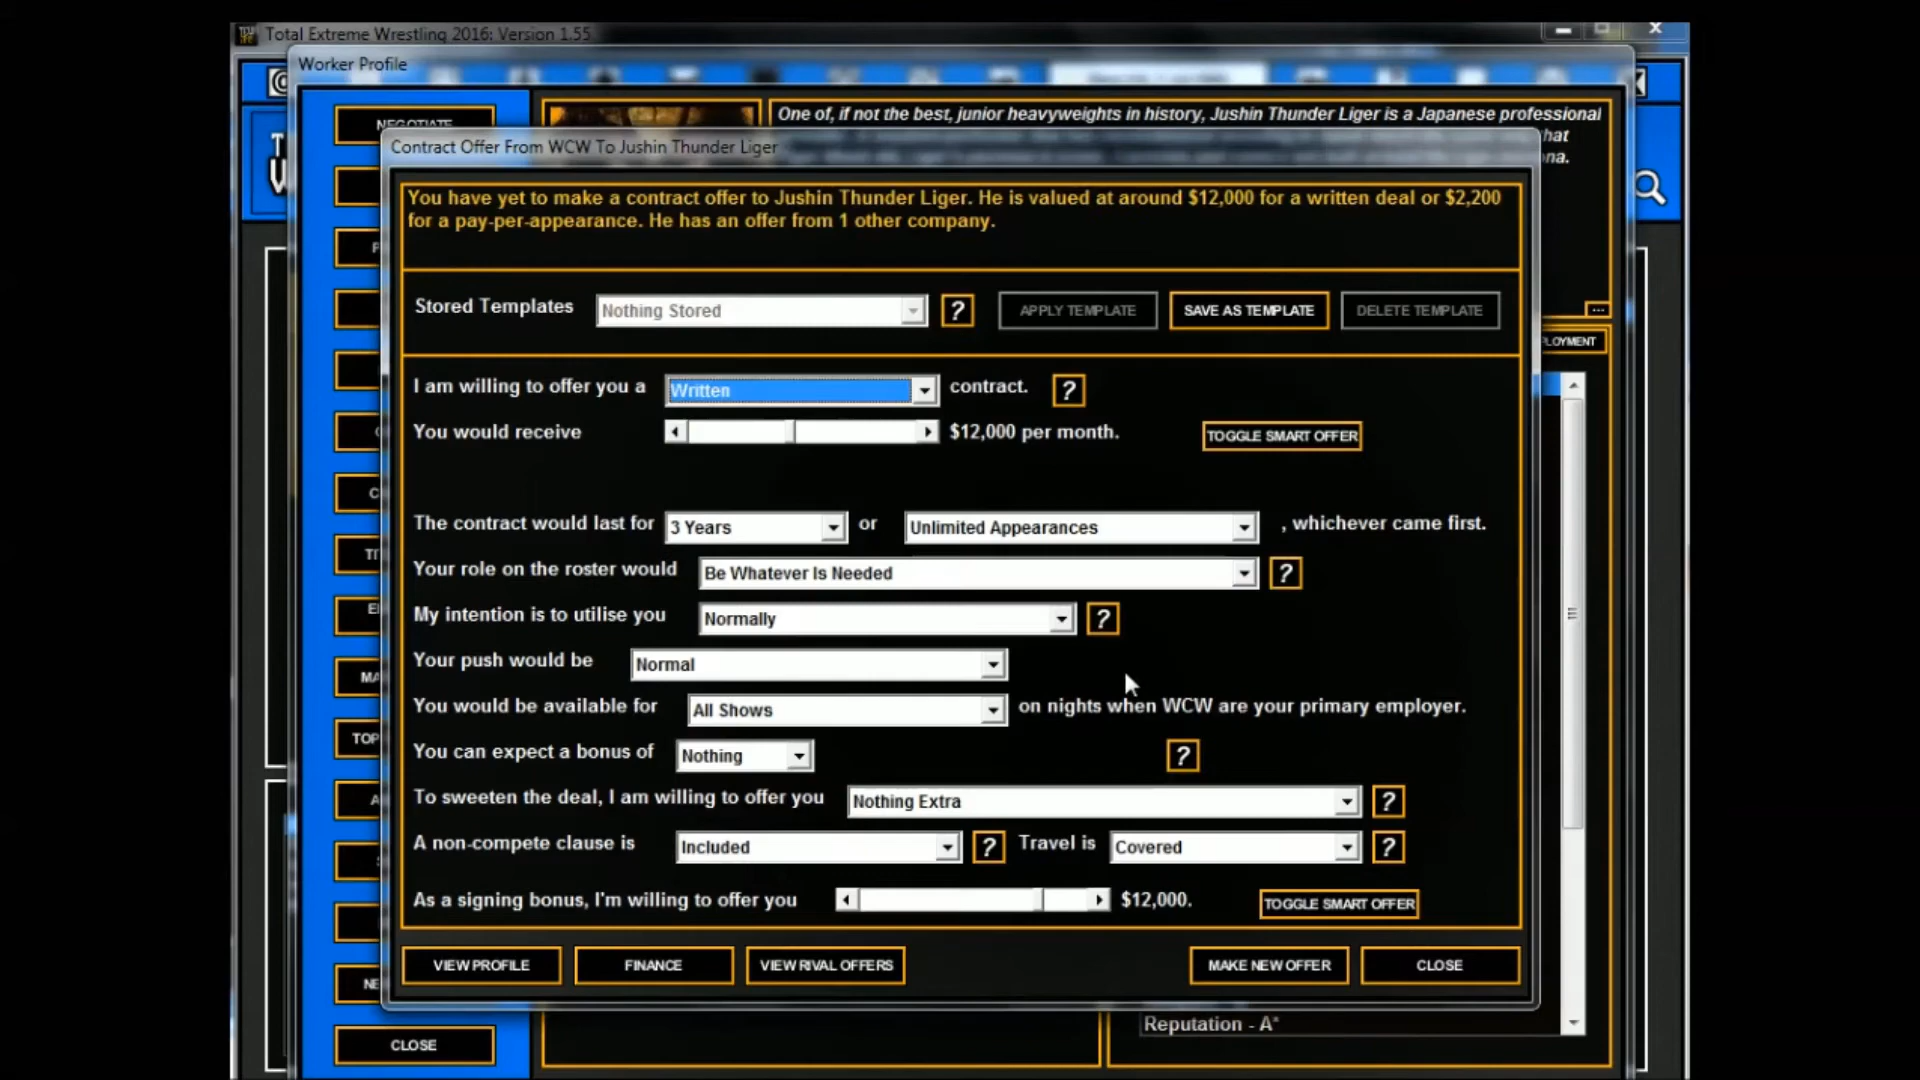 Total Extreme Wrestling 2016: Version 1.55
Worker Profile
NEGOTIATE
One of, if not the best, junior heavyweights in history, Jushin Thunder Liger is a Japanese professional
that
Contract Offer From WCW To Jushin Thunder Liger
You have yet to make a contract offer to Jushin Thunder Liger. He is valued at around $12,000 for a written deal or $2,200
for a pay-per-appearance. He has an offer from 1 other company.
Stored Templates Nothing Stored ? APPLY TEMPLATE SAVE AS TEMPLATE DELETE TEMPLATE
...
I am willing to offer you a Written contract. ?
You would receive $12,000 per month. TOGGLE SMART OFFER
The contract would last for 3 Years or Unlimited Appearances , whichever came first.
Your role on the roster would Be Whatever Is Needed ?
My intention is to utilise you Normally ?
Your push would be Normal
You would be available for All Shows on nights when WCW are your primary employer.
You can expect a bonus of Nothing ?
To sweeten the deal, I am willing to offer you Nothing Extra ?
A non-compete clause is Included ? Travel is Covered ?
As a signing bonus, I'm willing to offer you $12,000. TOGGLE SMART OFFER
VIEW PROFILE FINANCE VIEW RIVAL OFFERS MAKE NEW OFFER CLOSE
Reputation - A*
CLOSE